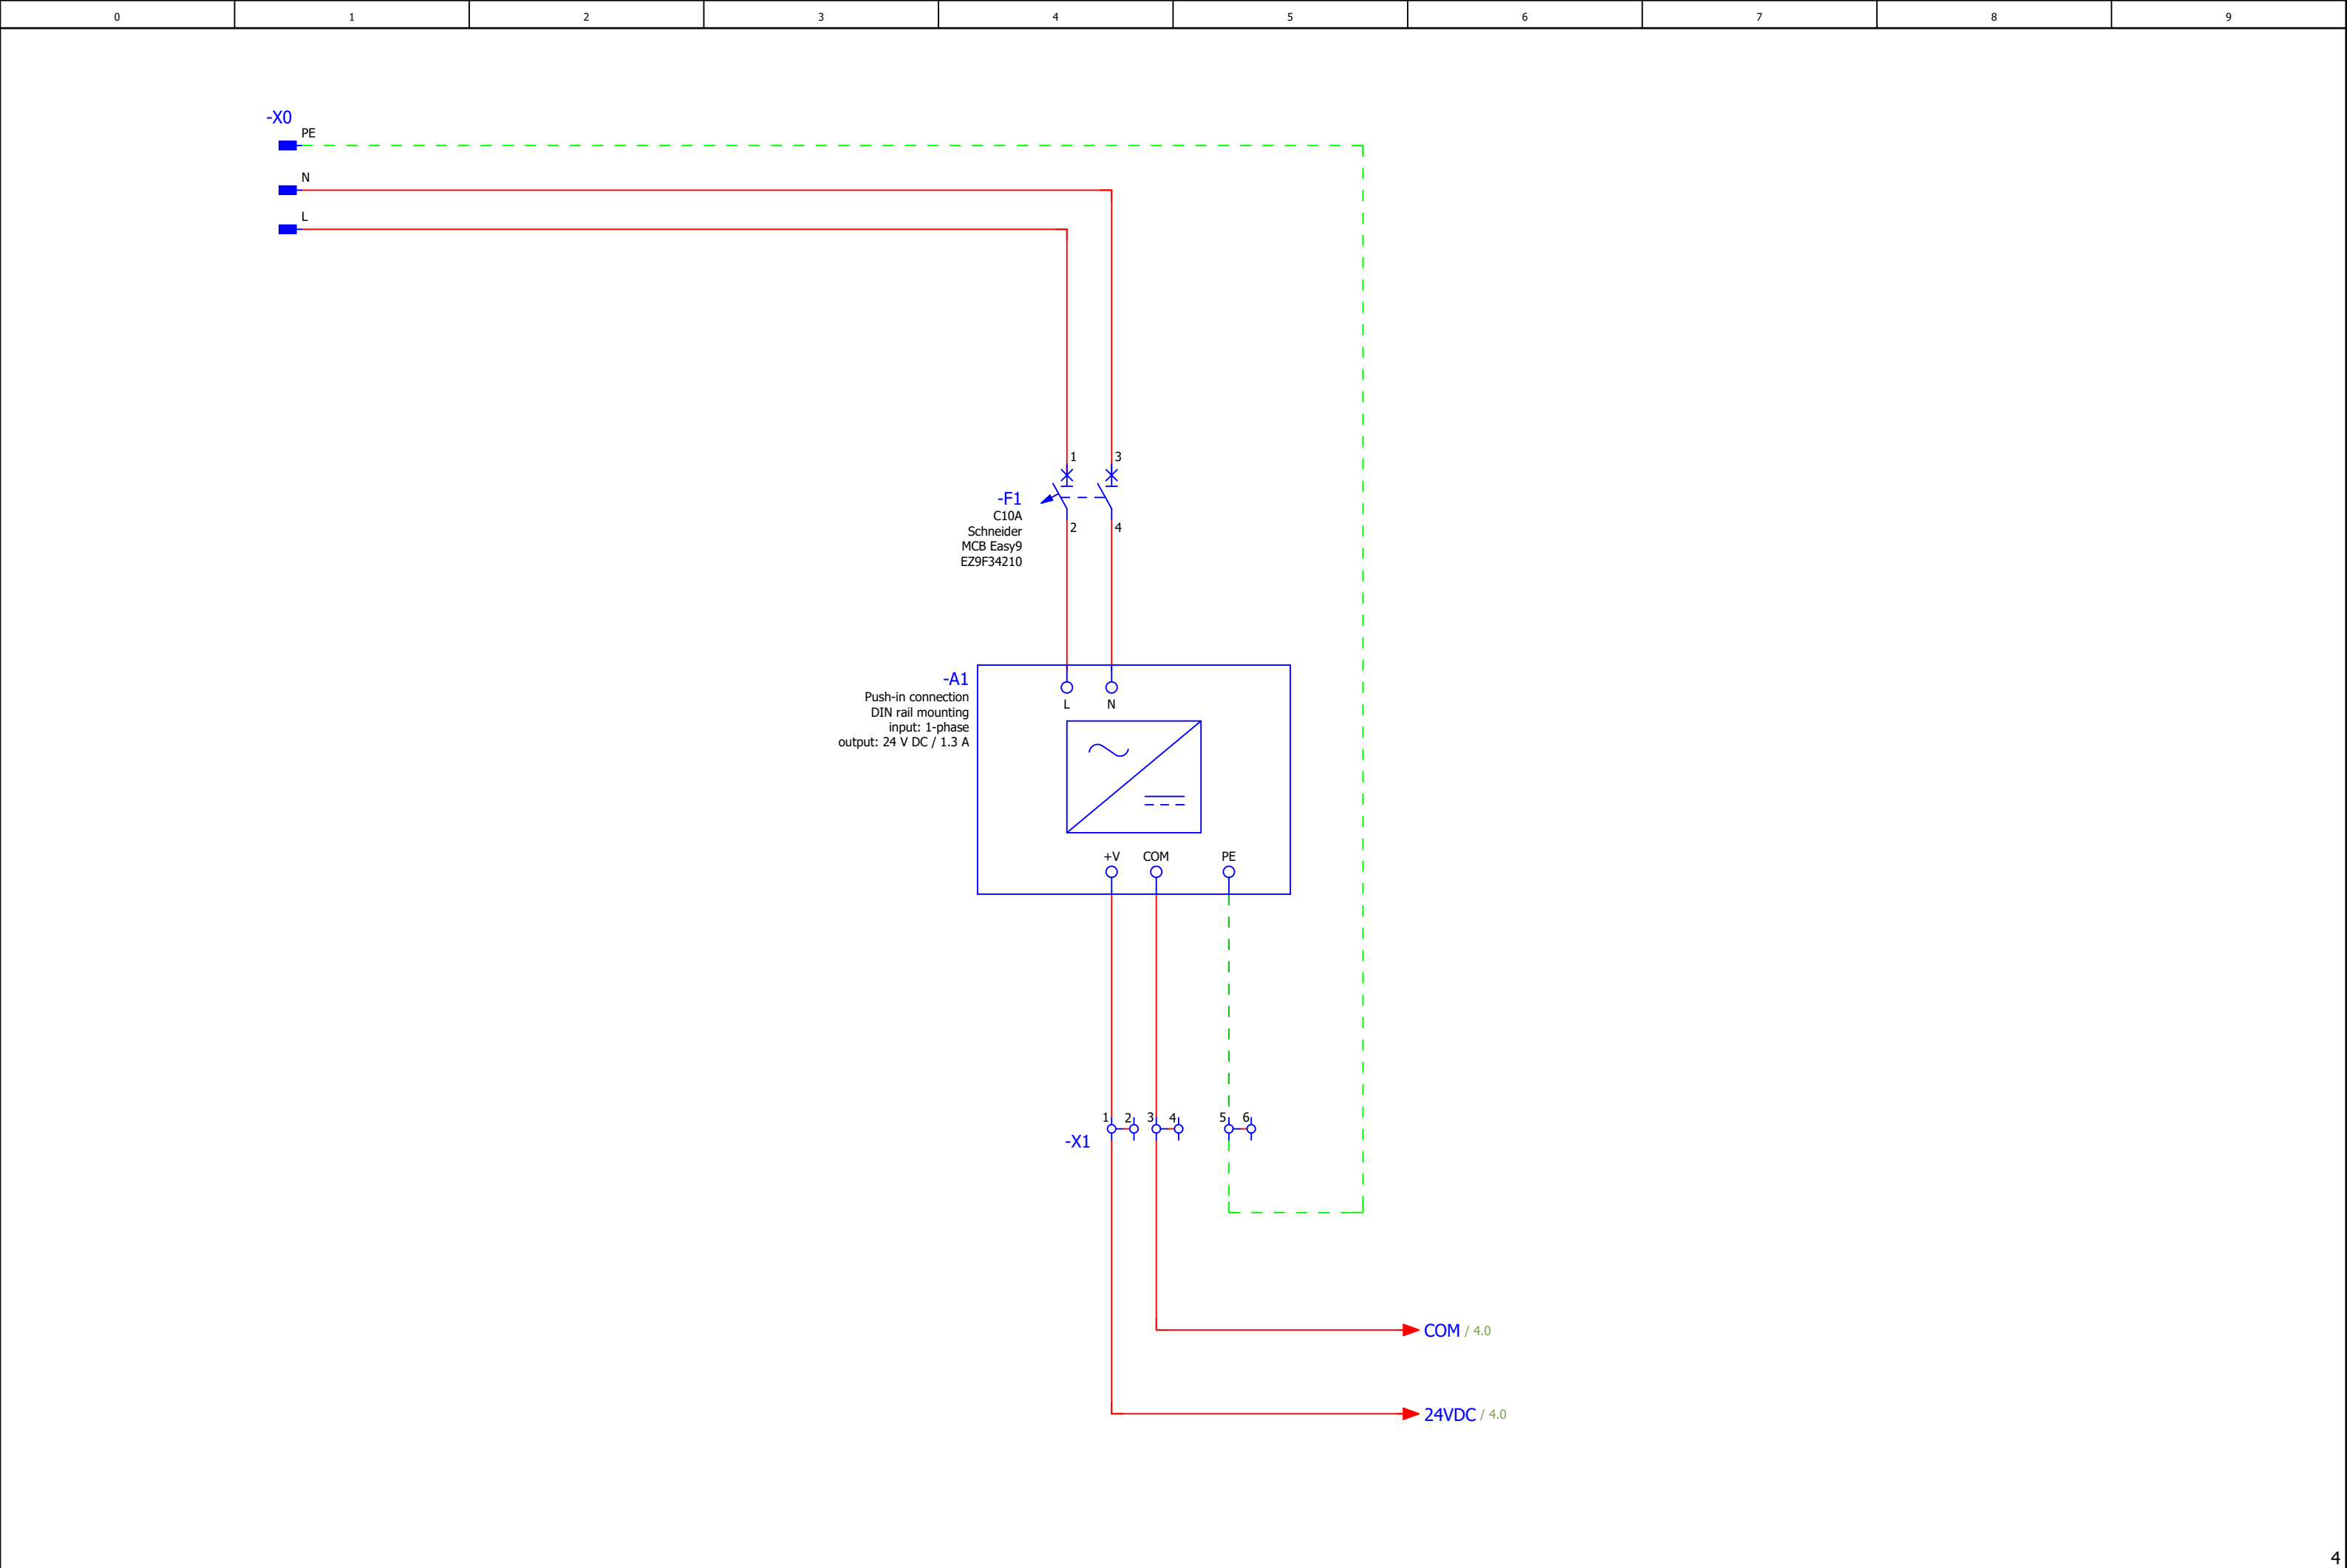 0 1 2 3 4 5 6 7 8 9
-X0
PE
N
L
1 3
-F1
C10A
Schneider
MCB Easy9
EZ9F34210
2 4
-A1
Push-in connection
DIN rail mounting
input: 1-phase
output: 24 V DC / 1.3 A
L N
+V COM PE
1 2 3 4 5 6
-X1
COM / 4.0
24VDC / 4.0
4